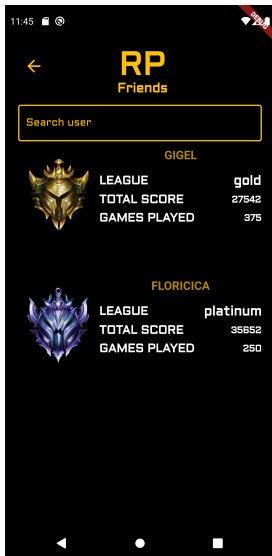 11:45
DEBUG
RP
Friends
Search user
GIGEL
LEAGUE gold
TOTAL SCORE 27542
GAMES PLAYED 375
FLORICICA
LEAGUE platinum
TOTAL SCORE 35652
GAMES PLAYED 250